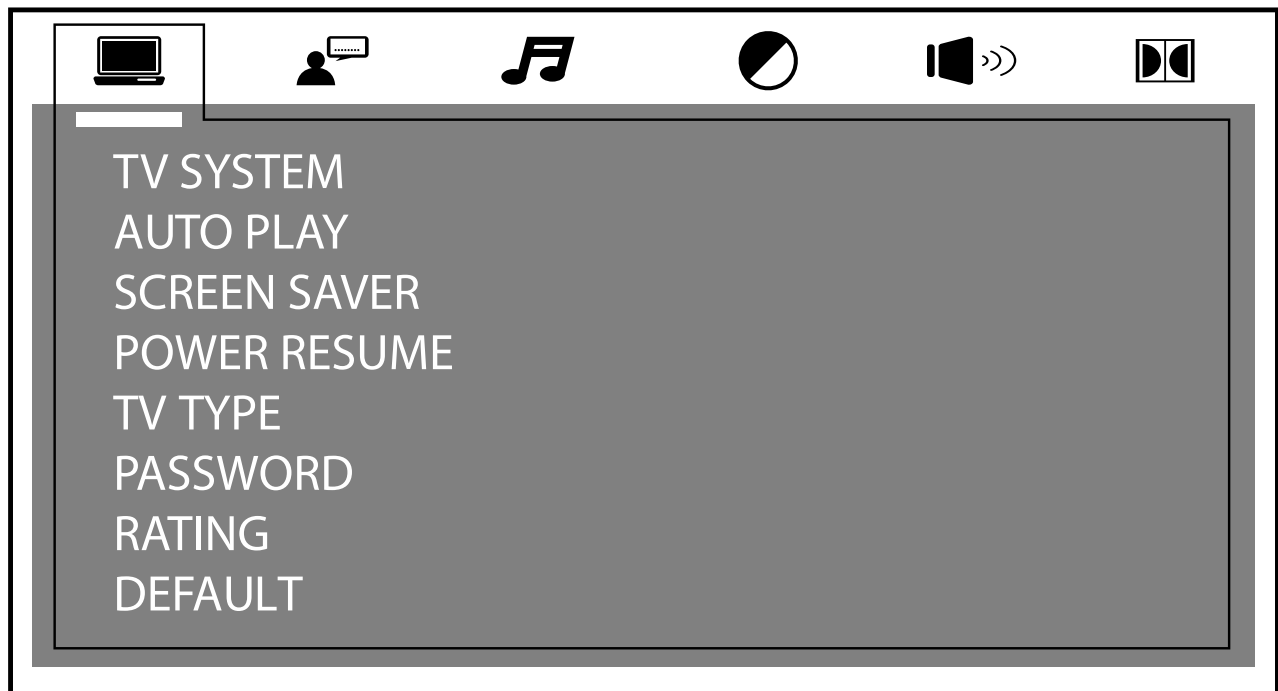 TV SYSTEM
AUTO PLAY
SCREEN SAVER
POWER RESUME
TV TYPE
PASSWORD
RATING
DEFAULT